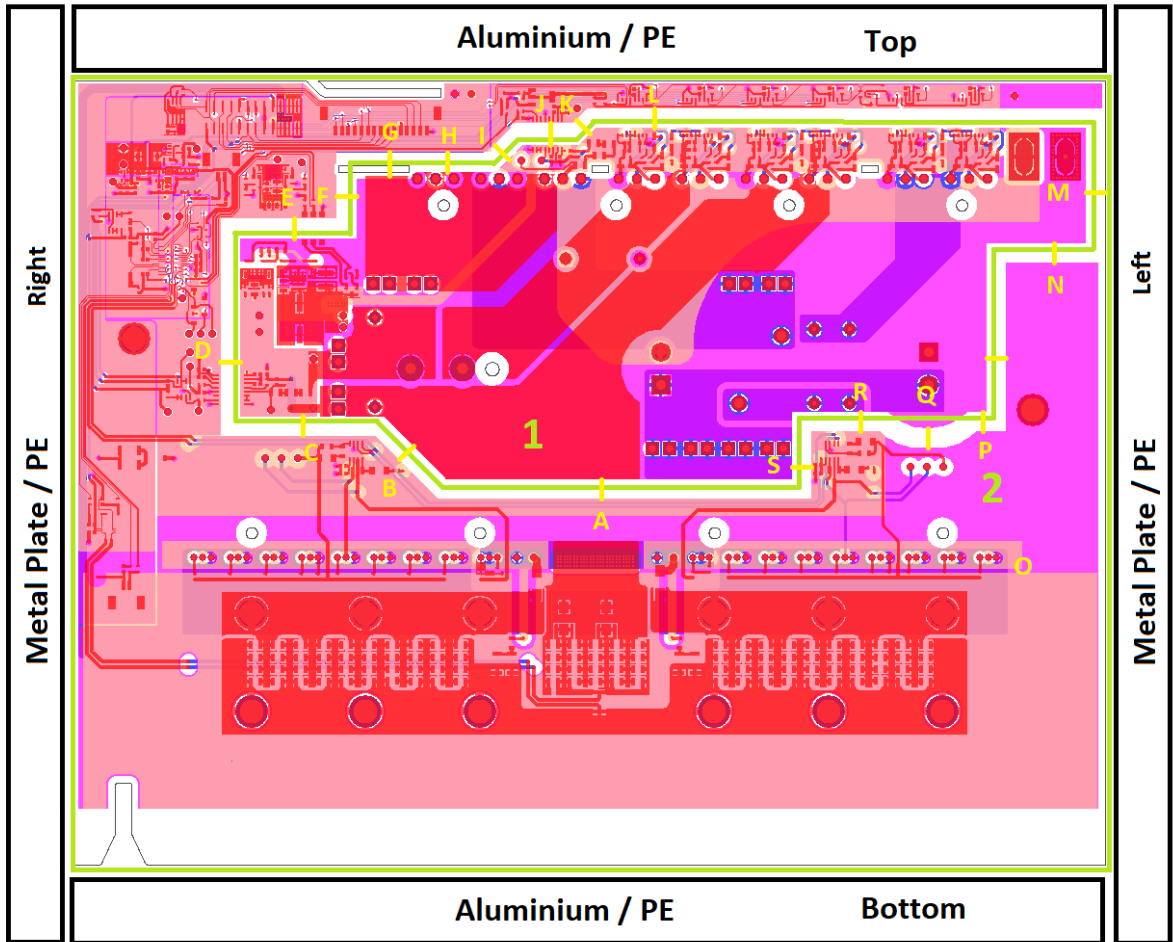 Aluminium / PE Top
J K L
G H I
E F
M
Right
Left
N
D
R Q
1
C
P
S
B
2
A
O
Metal Plate / PE
Metal Plate / PE
Aluminium / PE Bottom